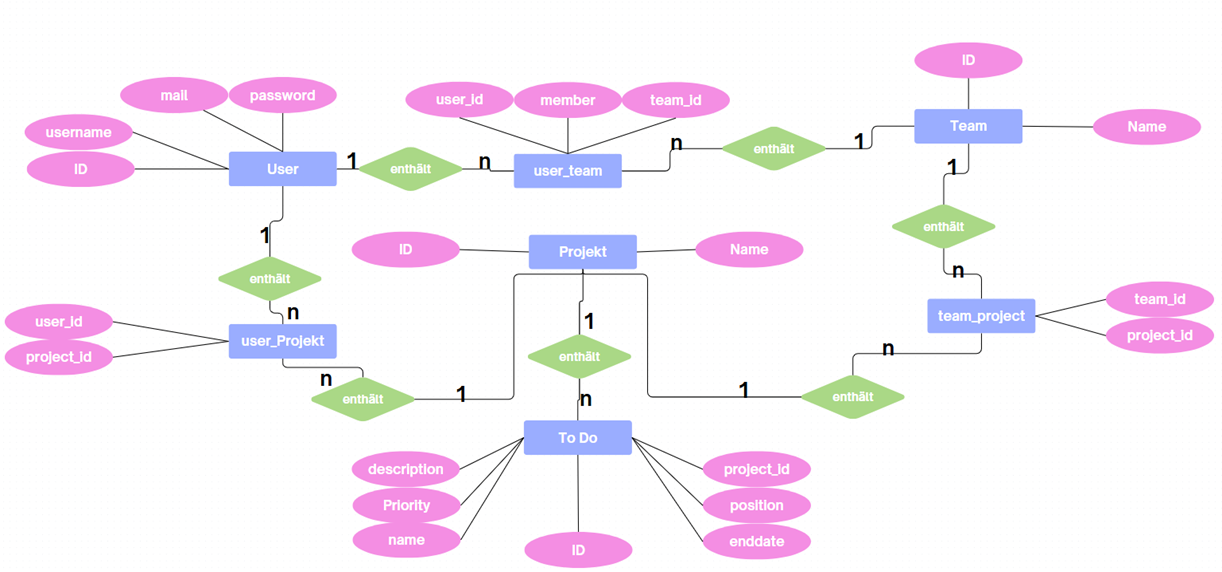 ID
mail
password
user_id
member
team_id
username
Team
Name
enthält
1
n
enthält
1
ID
User
1
enthält
n
user_team
1
enthält
1
ID
Projekt
Name
n
enthält
n
team_id
user_id
1
team_project
project_id
user_Projekt
project_id
enthält
n
n
enthält
1
1
enthält
n
To Do
description
project_id
Priority
position
name
enddate
ID